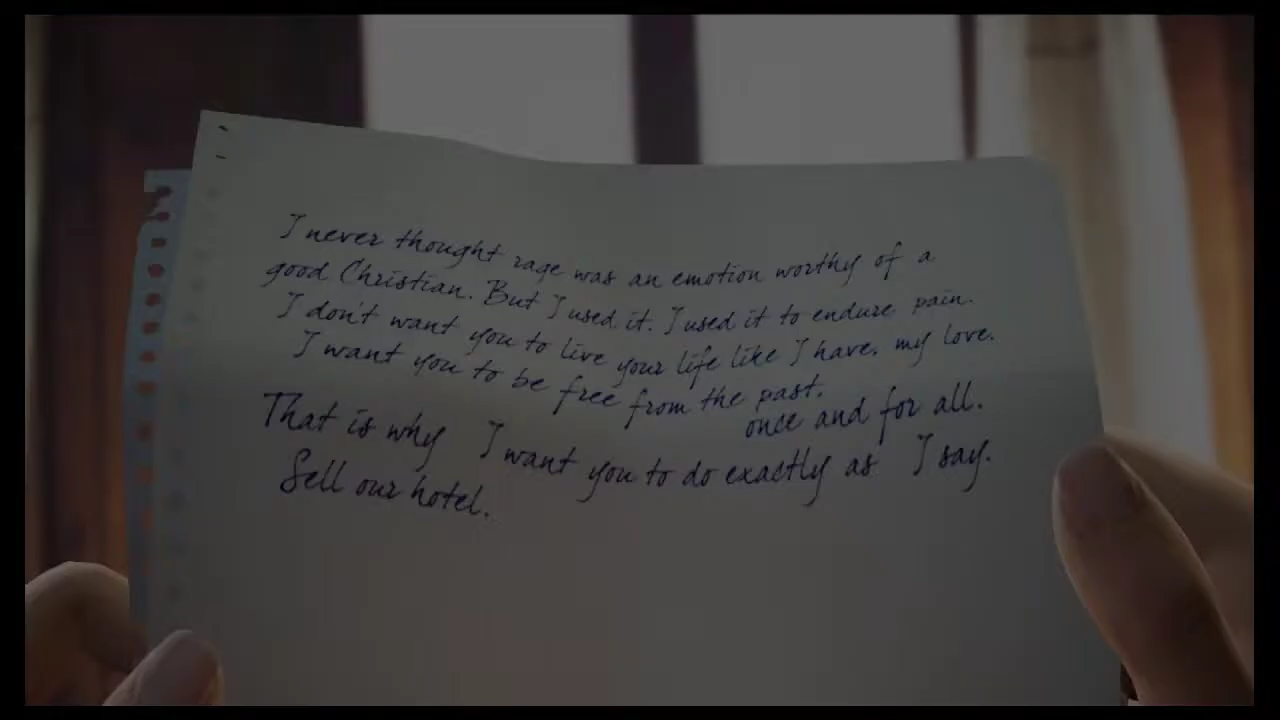 I never thought rage was an emotion worthy of a
good Christian. But I used it. I used it to endure pain.
I don't want you to live your life like I have. my love.
I want you to be free from the past.
once and for all.
That is why I want you to do exactly as I say.
Sell our hotel.